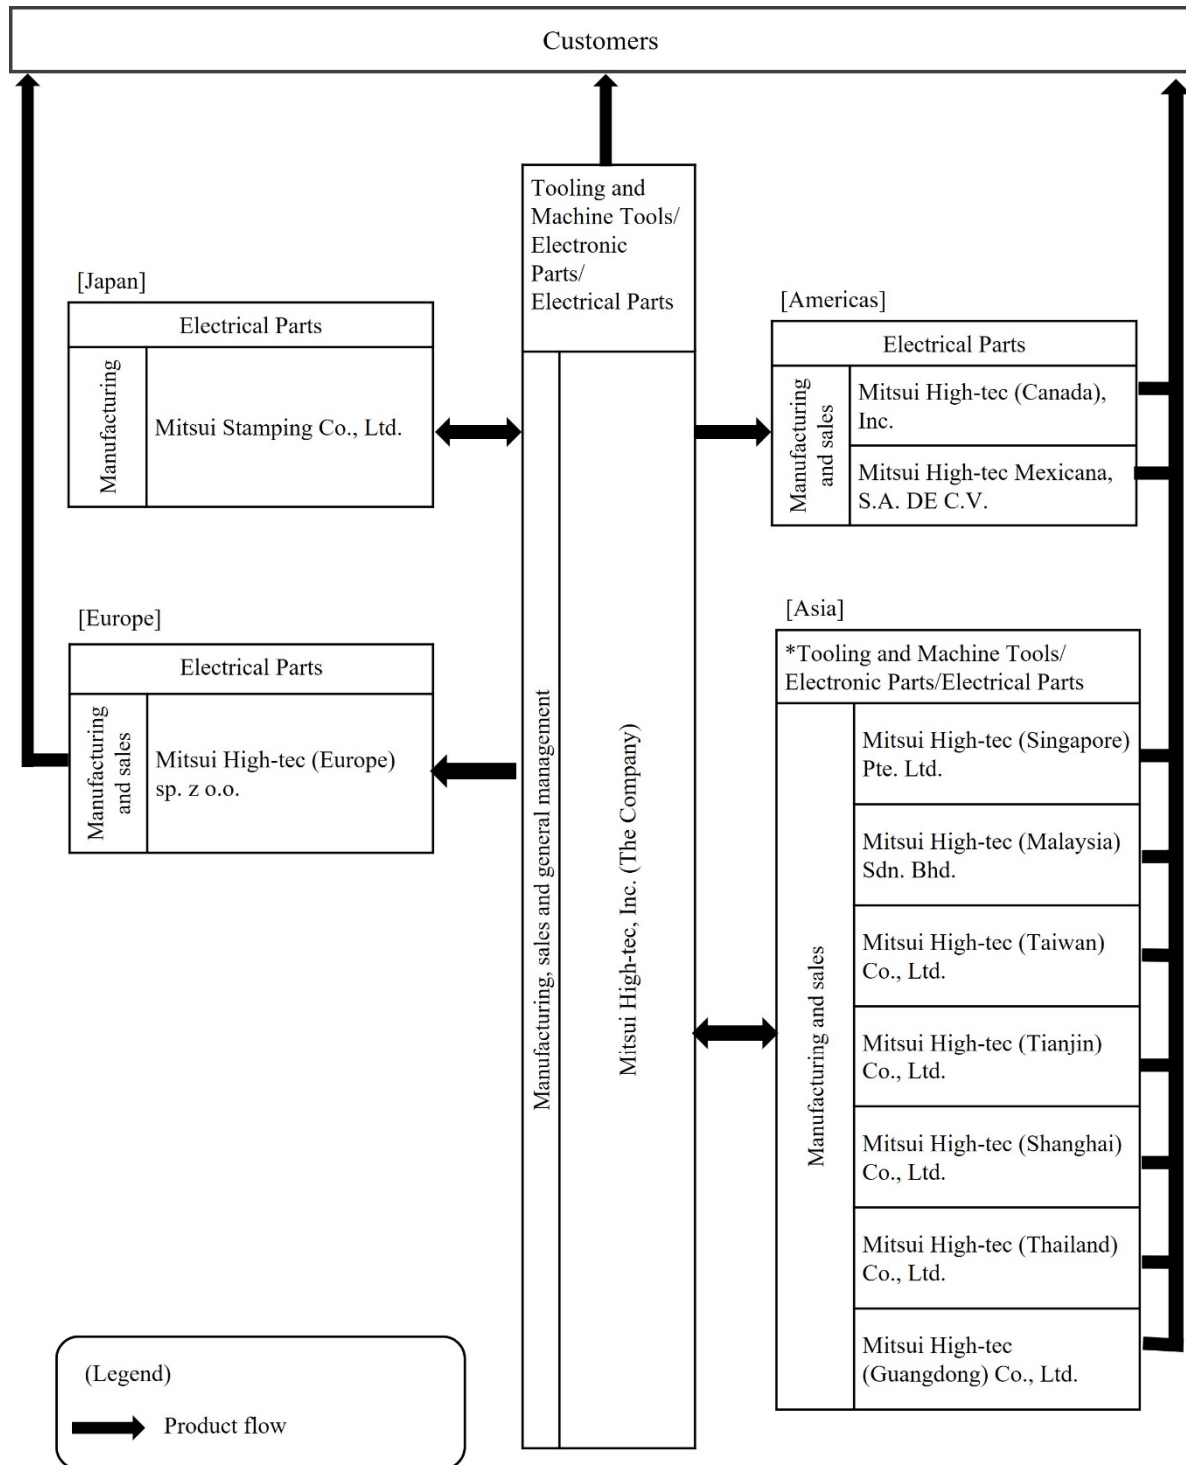 Customers
Tooling and
Machine Tools/
Electronic
Parts/
Electrical Parts
Manufacturing, sales and general management
Mitsui High-tec, Inc. (The Company)
[Japan]
Electrical Parts
Manufacturing
Mitsui Stamping Co., Ltd.
[Europe]
Electrical Parts
Manufacturing
and sales
Mitsui High-tec (Europe)
sp. z o.o.
[Americas]
Electrical Parts
Manufacturing
and sales
Mitsui High-tec (Canada),
Inc.
Mitsui High-tec Mexicana,
S.A. DE C.V.
[Asia]
*Tooling and Machine Tools/
Electronic Parts/Electrical Parts
Manufacturing and sales
Mitsui High-tec (Singapore)
Pte. Ltd.
Mitsui High-tec (Malaysia)
Sdn. Bhd.
Mitsui High-tec (Taiwan)
Co., Ltd.
Mitsui High-tec (Tianjin)
Co., Ltd.
Mitsui High-tec (Shanghai)
Co., Ltd.
Mitsui High-tec (Thailand)
Co., Ltd.
Mitsui High-tec
(Guangdong) Co., Ltd.
(Legend)
Product flow